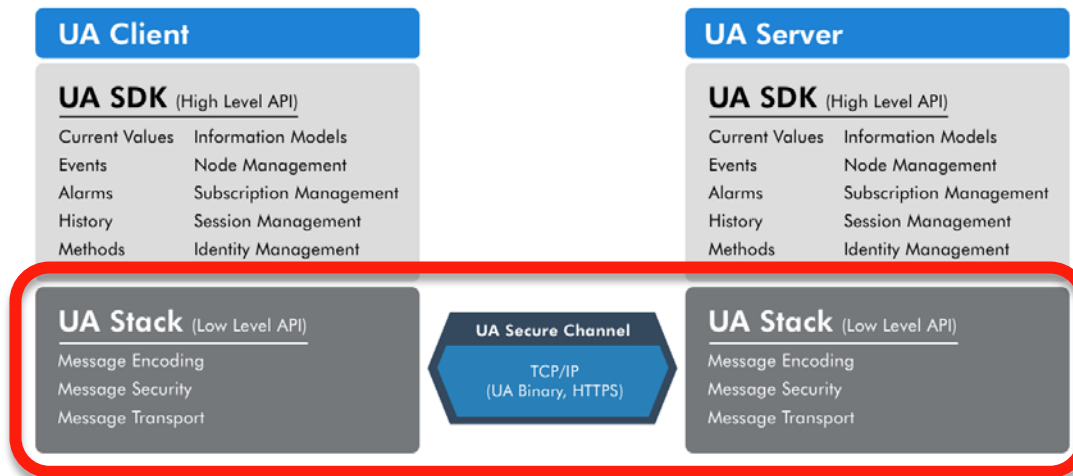 UA Client
UA SDK (High Level API)
Current Values Information Models
Events Node Management
Alarms Subscription Management
History Session Management
Methods Identity Management
UA Stack (Low Level API)
Message Encoding
Message Security
Message Transport
UA Secure Channel
TCP/IP
(UA Binary, HTTPS)
UA Server
UA SDK (High Level API)
Current Values Information Models
Events Node Management
Alarms Subscription Management
History Session Management
Methods Identity Management
UA Stack (Low Level API)
Message Encoding
Message Security
Message Transport